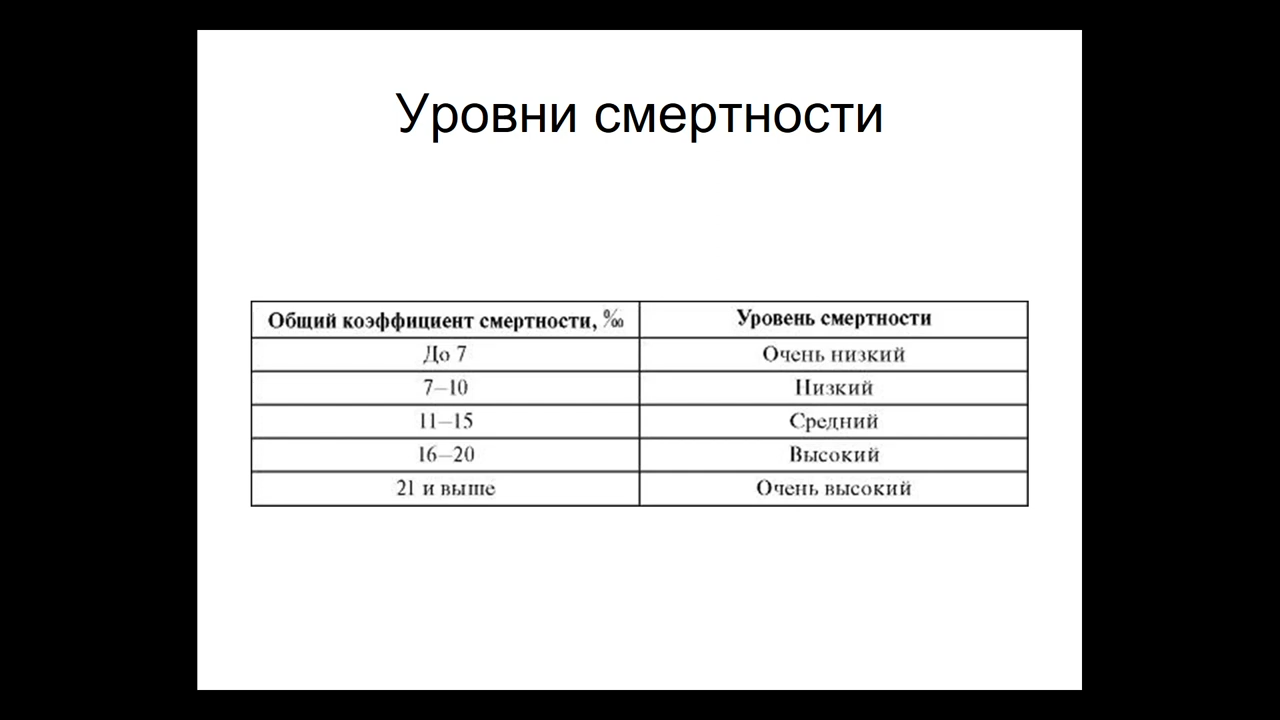 Уровни смертности
Общий коэффициент смертности, ‰ Уровень смертности
До 7 Очень низкий
7–10 Низкий
11–15 Средний
16–20 Высокий
21 и выше Очень высокий